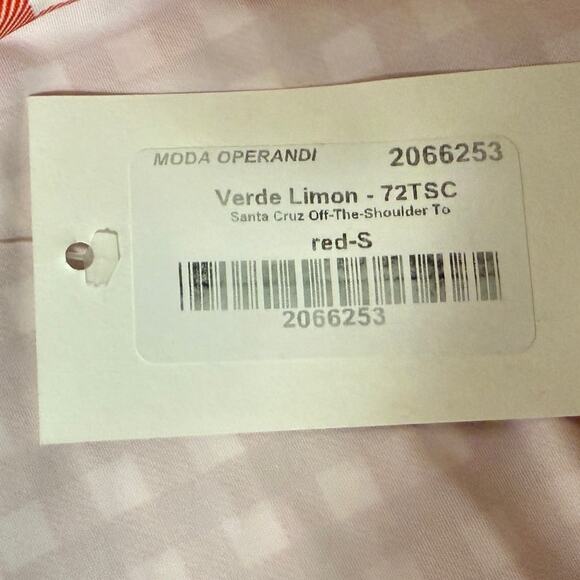 MODA OPERANDI 2066253
Verde Limon - 72TSC
Santa Cruz Off-The-Shoulder To
red-S
2066253